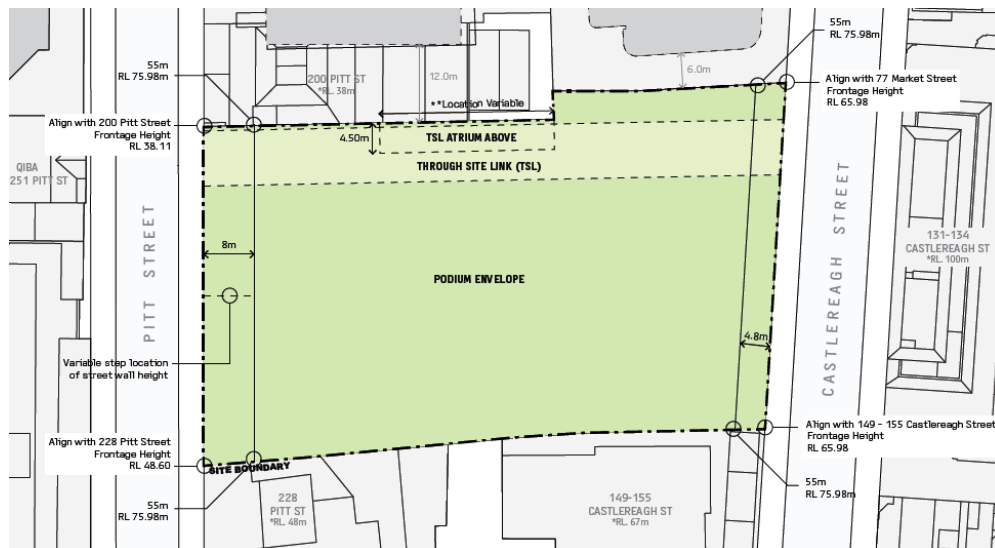 55m
RL 75.98m
55m
RL 75.98m
200 PITT ST
*RL. 38m
12.0m
6.0m
Align with 77 Market Street
Frontage Height
RL 65.98
**Location Variable
Align with 200 Pitt Street
Frontage Height
RL 38.11
4.50m
TSL ATRIUM ABOVE
THROUGH SITE LINK (TSL)
QIBA
251 PITT ST
PITT STREET
8m
PODIUM ENVELOPE
CASTLEREAGH STREET
131-134
CASTLEREAGH ST
*RL. 100m
4.8m
Variable step location
of street wall height
Align with 228 Pitt Street
Frontage Height
RL 48.60
SITE BOUNDARY
Align with 149 - 155 Castlereagh Street
Frontage Height
RL 65.98
55m
RL 75.98m
228
PITT ST
*RL. 48m
149-155
CASTLEREAGH ST
*RL. 67m
55m
RL 75.98m